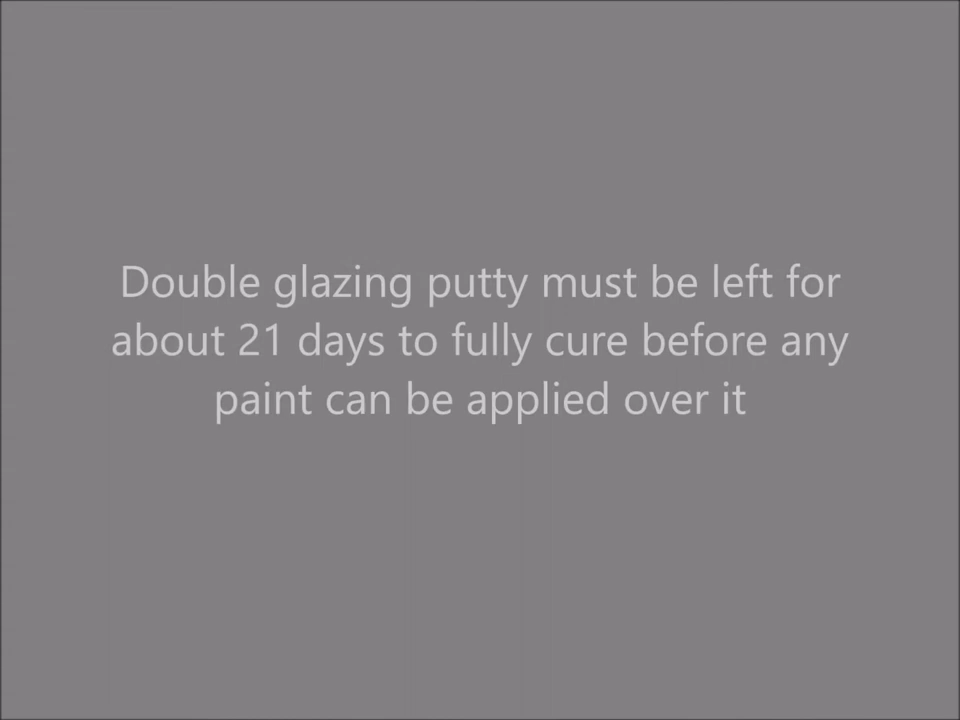 Double glazing putty must be left for
about 21 days to fully cure before any
paint can be applied over it